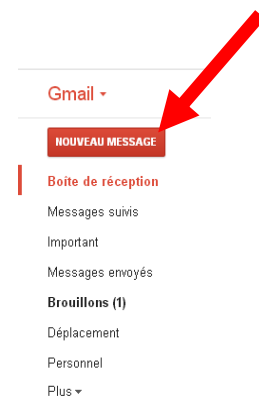 Gmail
NOUVEAU MESSAGE
Boîte de réception
Messages suivis
Important
Messages envoyés
Brouillons (1)
Déplacement
Personnel
Plus